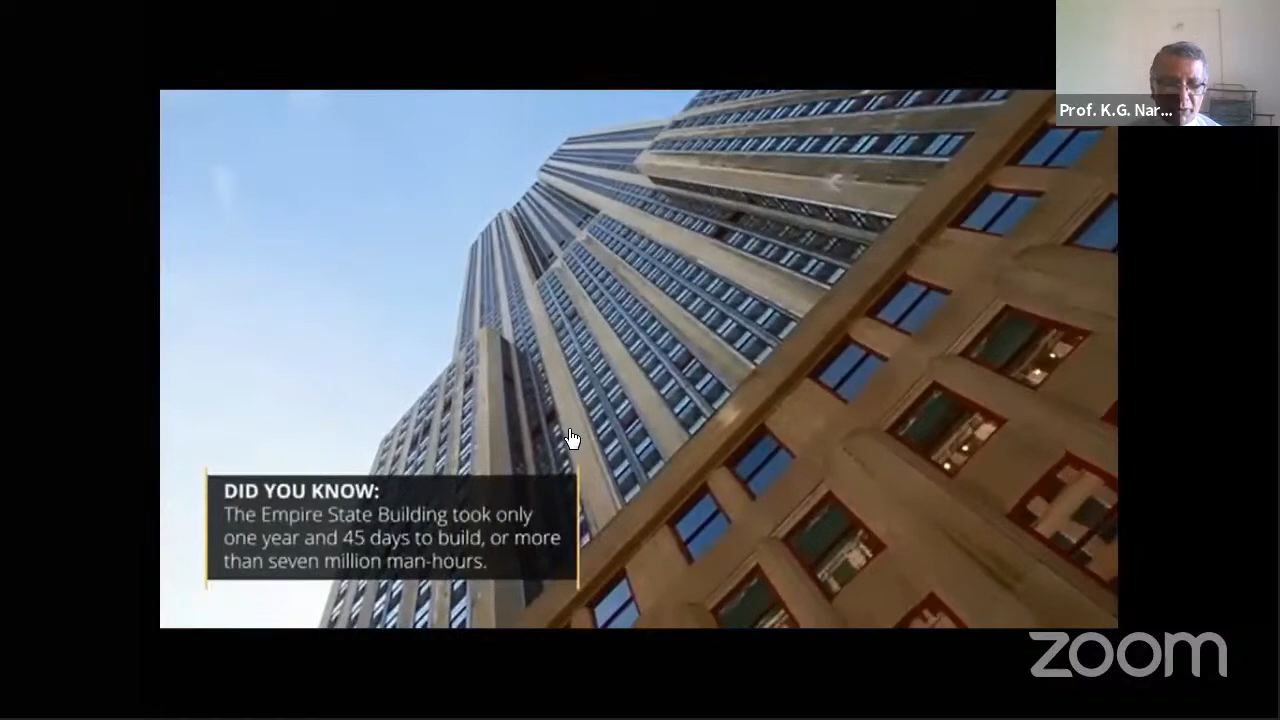 Prof. K.G. Nar...
DID YOU KNOW:
The Empire State Building took only
one year and 45 days to build, or more
than seven million man-hours.
zoom